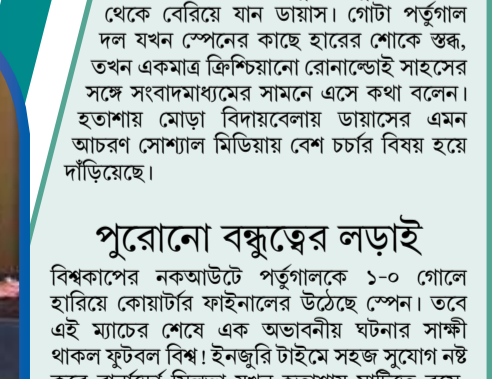 থেকে বেরিয়ে যান ডায়াস। গোটা পর্তুগাল
দল যখন স্পেনের কাছে হারের শোকে স্তব্ধ,
তখন একমাত্র ক্রিশ্চিয়ানো রোনাল্ডোই সাহসের
সঙ্গে সংবাদমাধ্যমের সামনে এসে কথা বলেন।
হতাশায় মোড়া বিদায়বেলায় ডায়াসের এমন
আচরণ সোশ্যাল মিডিয়ায় বেশ চর্চার বিষয় হয়ে
দাঁড়িয়েছে।
পুরোনো বন্ধুত্বের লড়াই
বিশ্বকাপের নকআউটে পর্তুগালকে ১-০ গোলে
হারিয়ে কোয়ার্টার ফাইনালের উঠেছে স্পেন। তবে
এই ম্যাচের শেষে এক অভাবনীয় ঘটনার সাক্ষী
থাকল ফুটবল বিশ্ব! ইনজুরি টাইমে সহজ সুযোগ নষ্ট